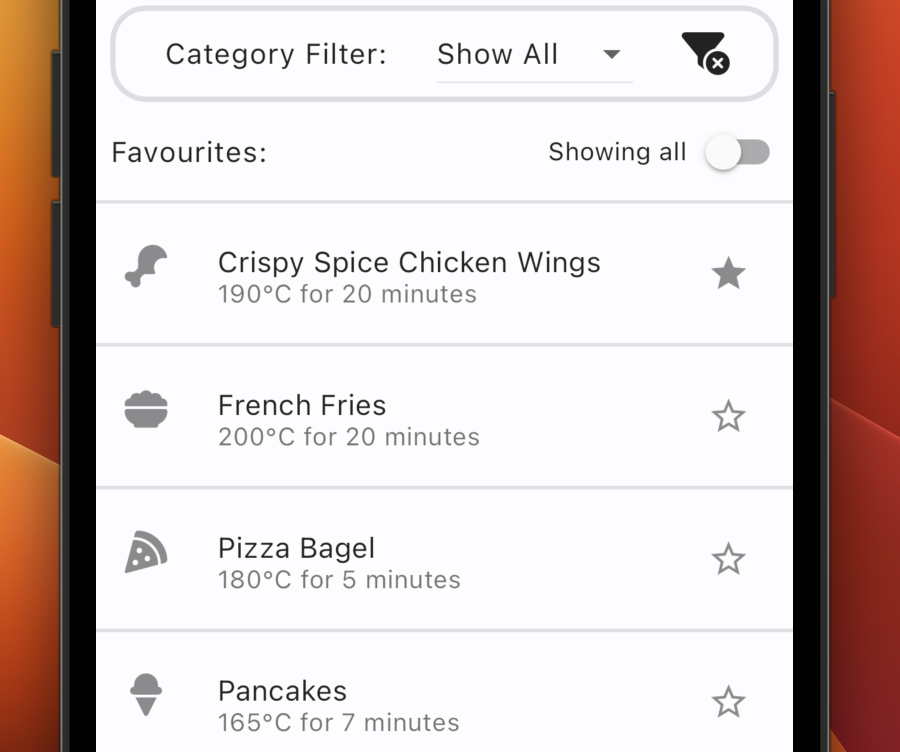 Category Filter: Show All
Favourites: Showing all
Crispy Spice Chicken Wings
190°C for 20 minutes
French Fries
200°C for 20 minutes
Pizza Bagel
180°C for 5 minutes
Pancakes
165°C for 7 minutes